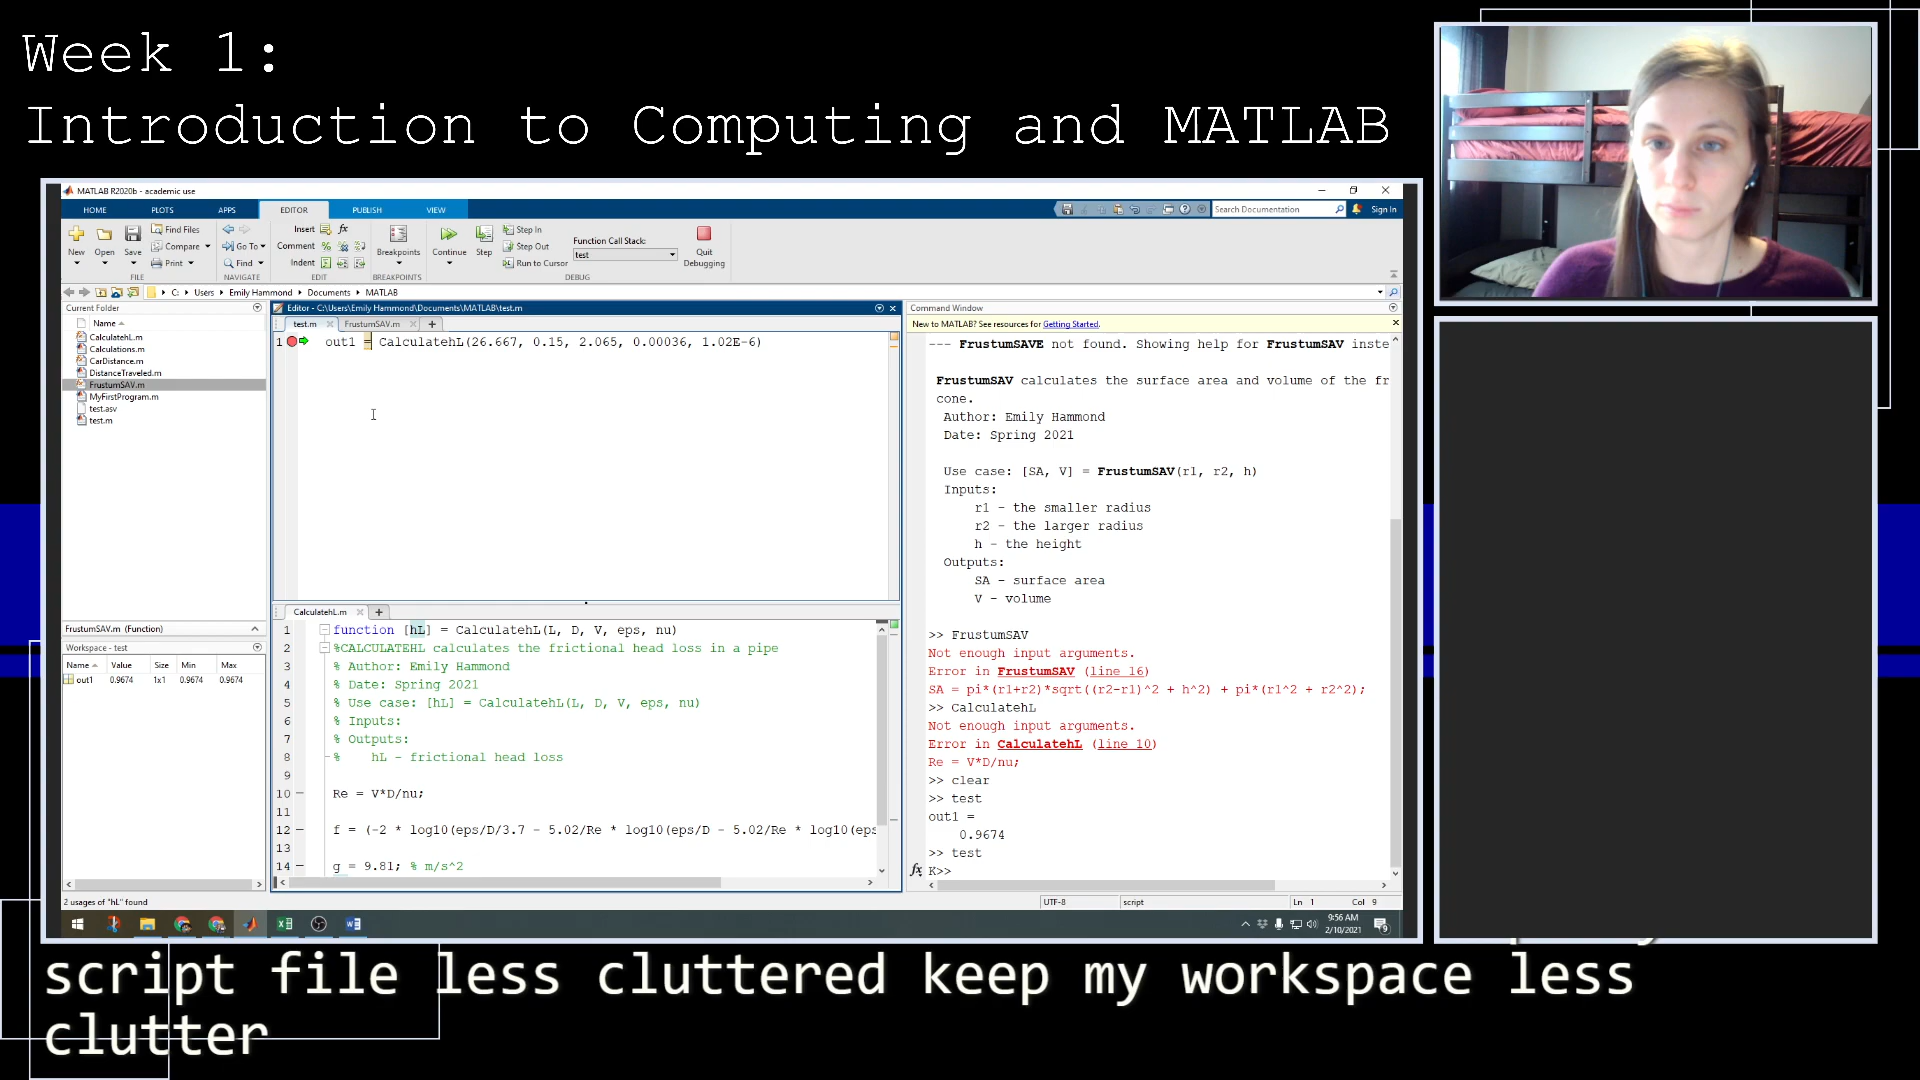 Week 1:
Introduction to Computing and MATLAB
MATLAB R2020b - academic use
HOME PLOTS APPS EDITOR PUBLISH VIEW
Search Documentation
Sign In
New Open Save
Find Files
Compare
Print
Go To
Find
Insert
Comment
Indent
Breakpoints
Continue
Step
Step In
Step Out
Run to Cursor
Function Call Stack:
test
Quit Debugging
FILE NAVIGATE EDIT BREAKPOINTS DEBUG
C: Users Emily Hammond Documents MATLAB
Current Folder
Name
CalculatehL.m
Calculations.m
CarDistance.m
DistanceTraveled.m
FrustumSAV.m
MyFirstProgram.m
test.asv
test.m
FrustumSAV.m (Function)
Workspace - test
Name Value Size Min Max
out1 0.9674 1x1 0.9674 0.9674
Editor - C:\Users\Emily Hammond\Documents\MATLAB\test.m
test.m FrustumSAV.m
1 out1 = CalculatehL(26.667, 0.15, 2.065, 0.00036, 1.02E-6)
CalculatehL.m
1 function [hL] = CalculatehL(L, D, V, eps, nu)
2 %CALCULATEHL calculates the frictional head loss in a pipe
3 % Author: Emily Hammond
4 % Date: Spring 2021
5 % Use case: [hL] = CalculatehL(L, D, V, eps, nu)
6 % Inputs:
7 % Outputs:
8 % hL - frictional head loss
9
10 Re = V*D/nu;
11
12 f = (-2 * log10(eps/D/3.7 - 5.02/Re * log10(eps/D - 5.02/Re * log10(eps
13
14 g = 9.81; % m/s^2
Command Window
New to MATLAB? See resources for Getting Started.
--- FrustumSAVE not found. Showing help for FrustumSAV inste
FrustumSAV calculates the surface area and volume of the fr
cone.
Author: Emily Hammond
Date: Spring 2021
Use case: [SA, V] = FrustumSAV(r1, r2, h)
Inputs:
r1 - the smaller radius
r2 - the larger radius
h - the height
Outputs:
SA - surface area
V - volume
>> FrustumSAV
Not enough input arguments.
Error in FrustumSAV (line 16)
SA = pi*(r1+r2)*sqrt((r2-r1)^2 + h^2) + pi*(r1^2 + r2^2);
>> CalculatehL
Not enough input arguments.
Error in CalculatehL (line 10)
Re = V*D/nu;
>> clear
>> test
out1 =
0.9674
>> test
K>>
2 usages of "hL" found
UTF-8 script Ln 1 Col 9
9:56 AM
2/10/2021
script file less cluttered keep my workspace less
clutter